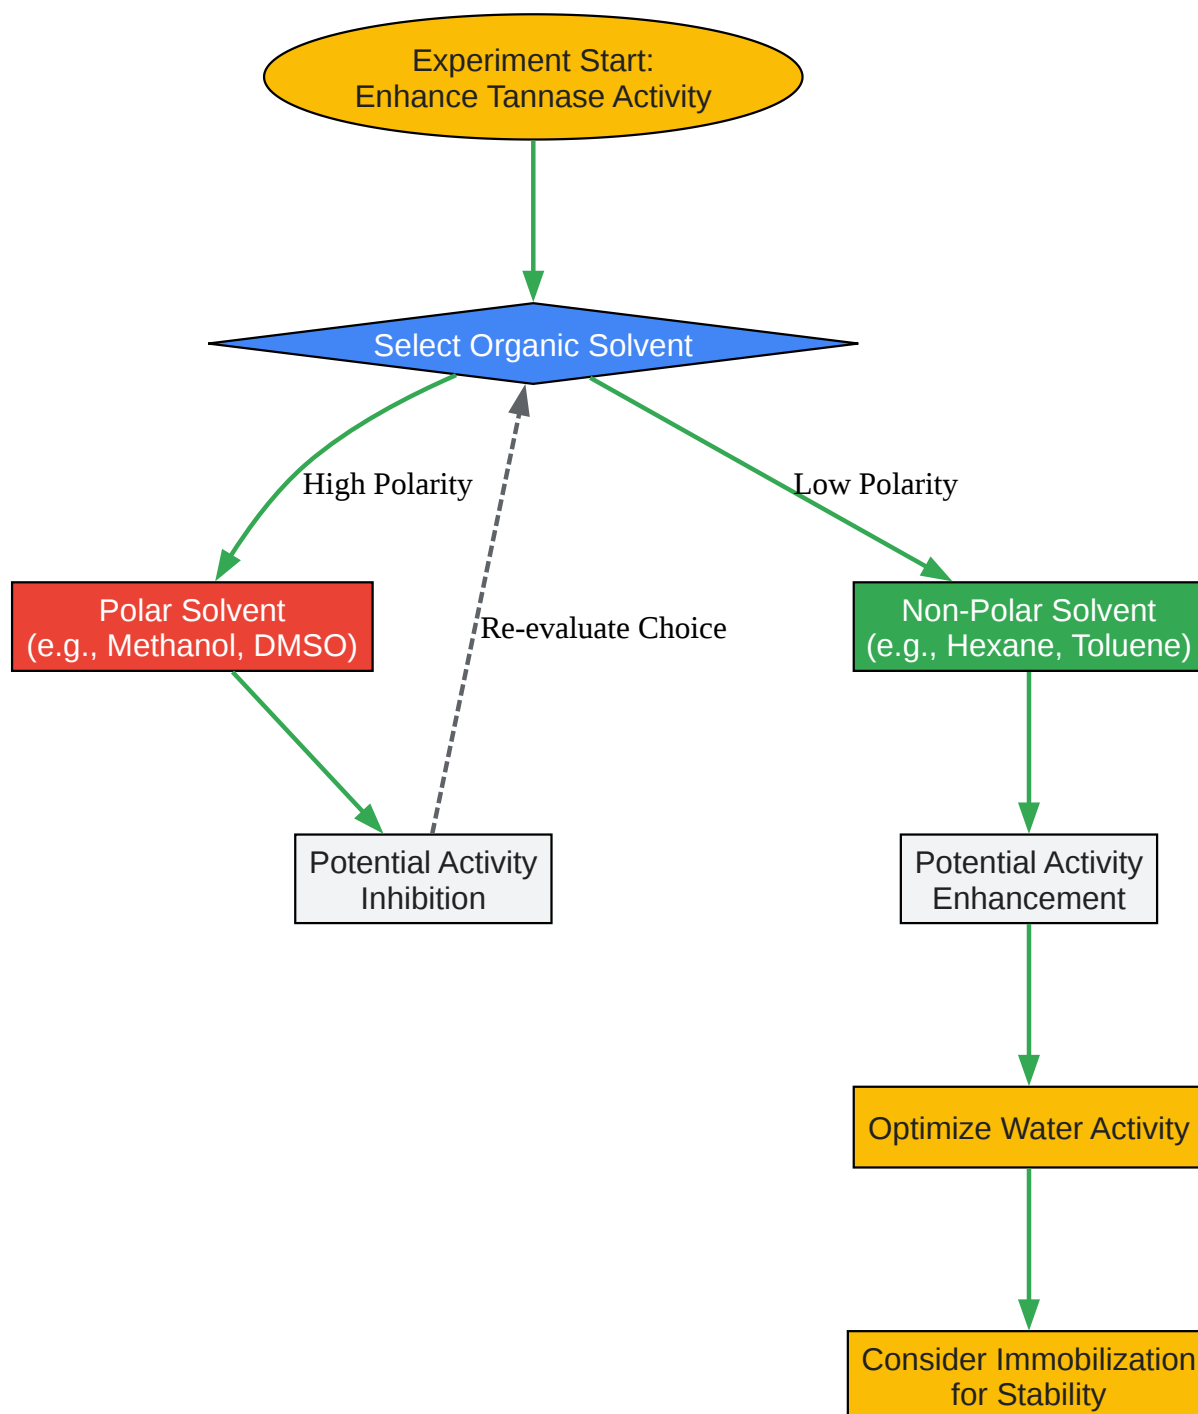 Experiment Start:
Enhance Tannase Activity
Select Organic Solvent
High Polarity
Low Polarity
Polar Solvent
(e.g., Methanol, DMSO)
Re-evaluate Choice
Non-Polar Solvent
(e.g., Hexane, Toluene)
Potential Activity
Inhibition
Potential Activity
Enhancement
Optimize Water Activity
Consider Immobilization
for Stability